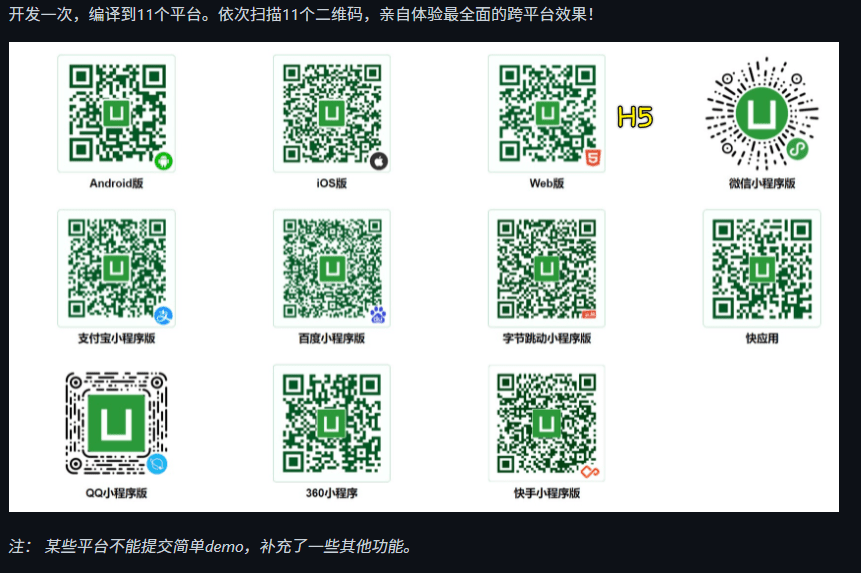 开发一次，编译到11个平台。依次扫描11个二维码，亲自体验最全面的跨平台效果！
H5
Android版
iOS版
Web版
微信小程序版
支付宝小程序版
百度小程序版
字节跳动小程序版
快应用
QQ小程序版
360小程序
快手小程序版
注： 某些平台不能提交简单demo，补充了一些其他功能。